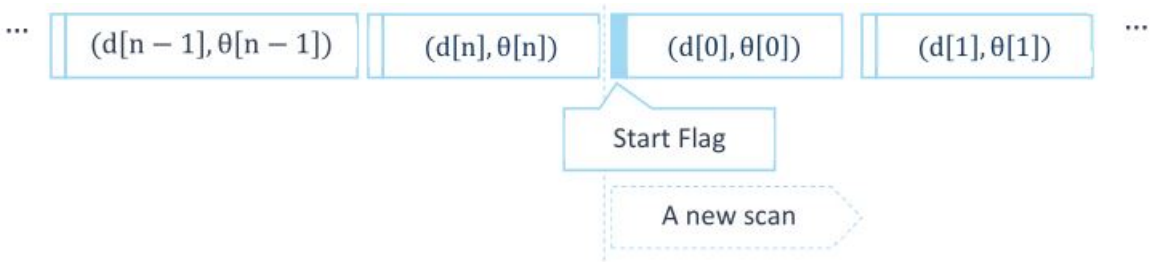 ... (d[n − 1], θ[n − 1]) (d[n], θ[n]) (d[0], θ[0]) (d[1], θ[1]) ...
Start Flag
A new scan